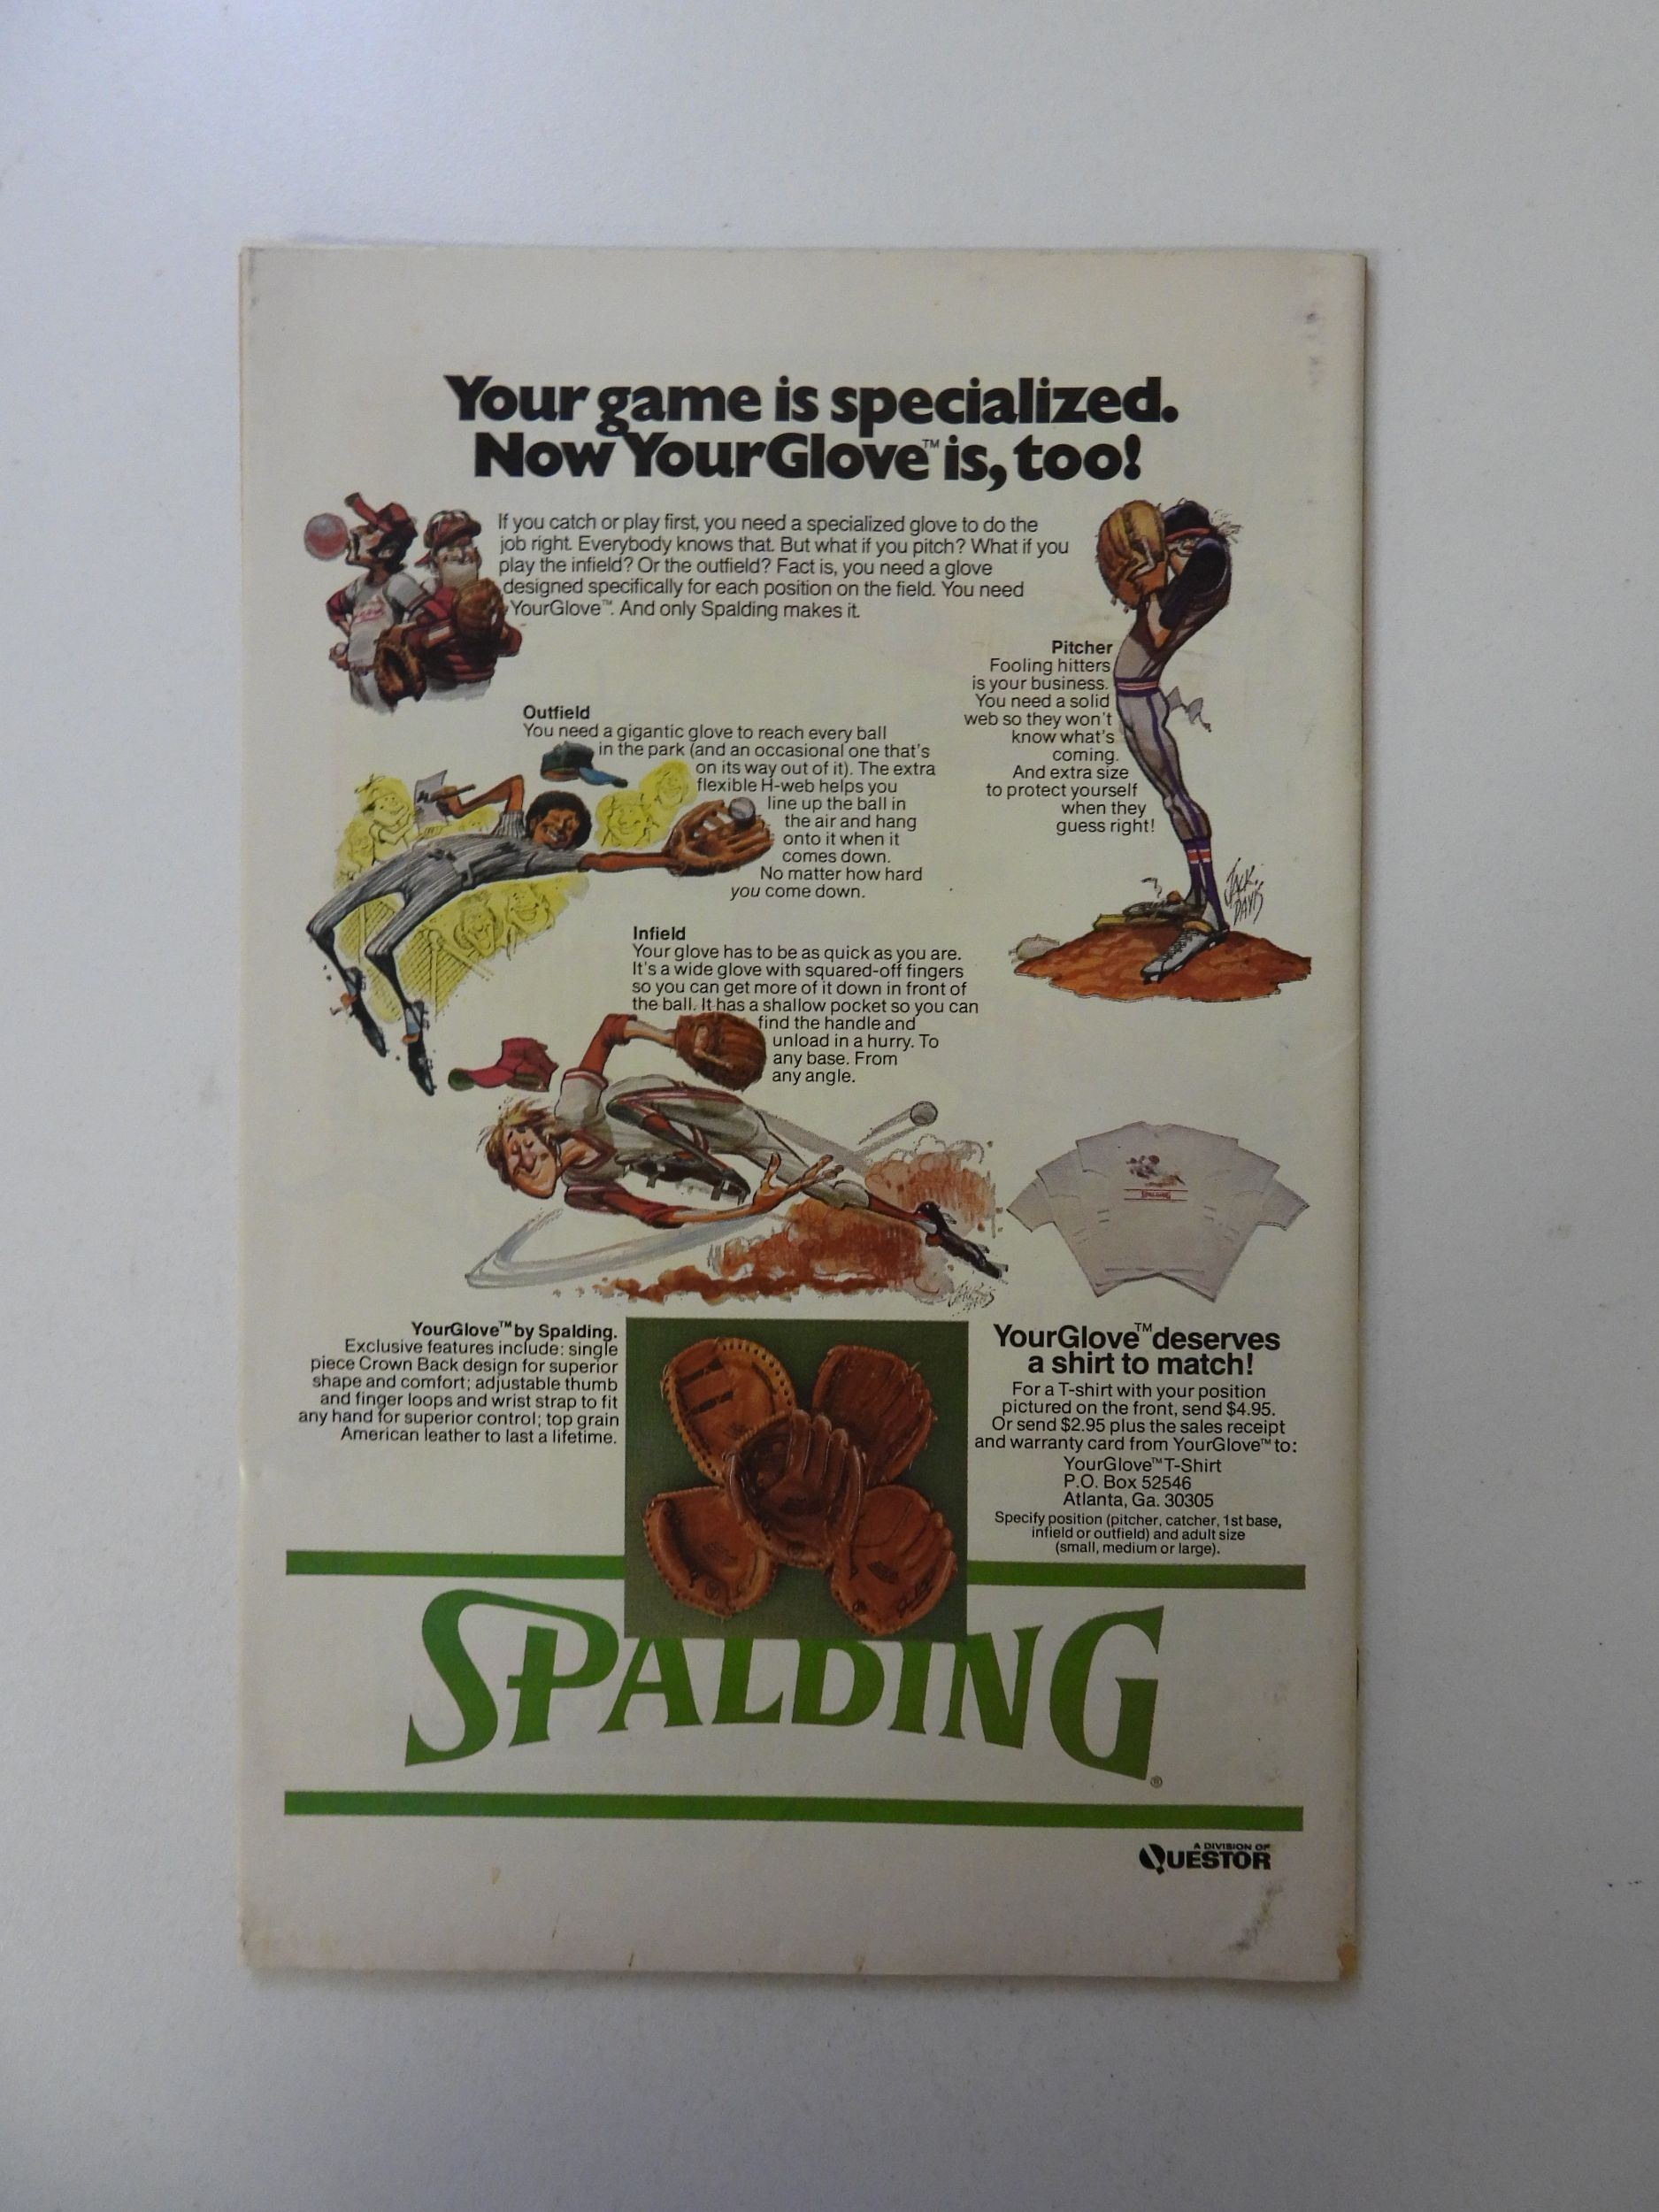 Your game is specialized.
Now YourGlove™ is, too!
If you catch or play first, you need a specialized glove to do the
job right. Everybody knows that. But what if you pitch? What if you
play the infield? Or the outfield? Fact is, you need a glove
designed specifically for each position on the field. You need
YourGlove™. And only Spalding makes it.
Pitcher
Fooling hitters
is your business.
You need a solid
web so they won't
know what's
coming.
And extra size
to protect yourself
when they
guess right!
JACK
DAVIS
Outfield
You need a gigantic glove to reach every ball
in the park (and an occasional one that's
on its way out of it). The extra
flexible H-web helps you
line up the ball in
the air and hang
onto it when it
comes down.
No matter how hard
you come down.
Infield
Your glove has to be as quick as you are.
It's a wide glove with squared-off fingers
so you can get more of it down in front of
the ball. It has a shallow pocket so you can
find the handle and
unload in a hurry. To
any base. From
any angle.
SPALDING
YourGlove™ by Spalding.
Exclusive features include: single
piece Crown Back design for superior
shape and comfort; adjustable thumb
and finger loops and wrist strap to fit
any hand for superior control; top grain
American leather to last a lifetime.
YourGlove™ deserves
a shirt to match!
For a T-shirt with your position
pictured on the front, send $4.95.
Or send $2.95 plus the sales receipt
and warranty card from YourGlove™ to:
YourGlove™ T-Shirt
P.O. Box 52546
Atlanta, Ga. 30305
Specify position (pitcher, catcher, 1st base,
infield or outfield) and adult size
(small, medium or large).
SPALDING®
A DIVISION OF
QUESTOR